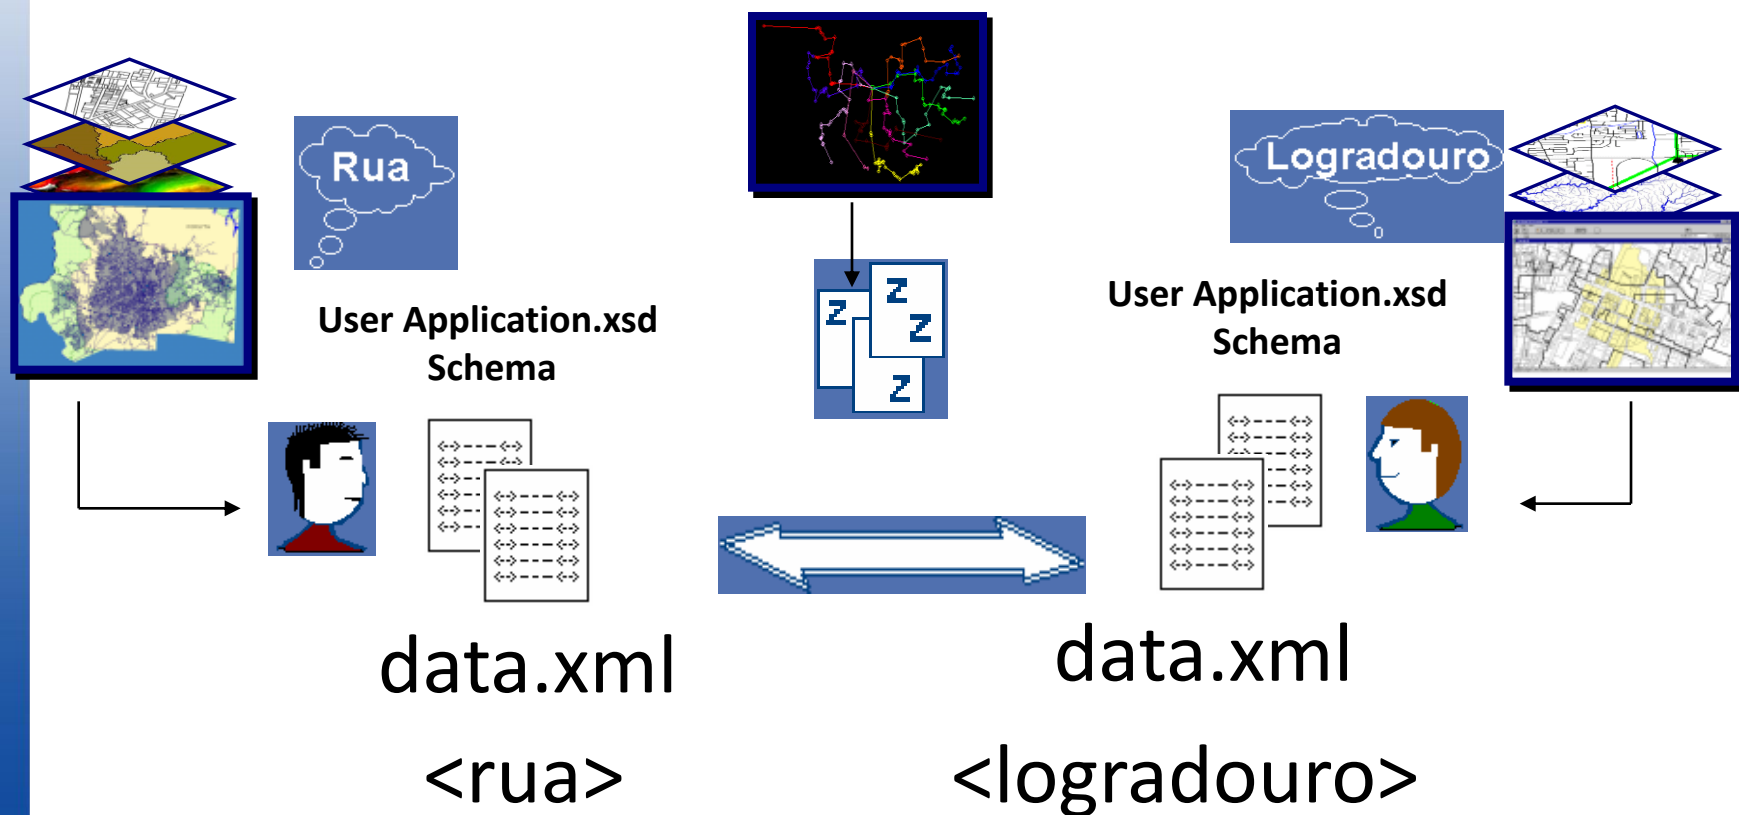 Rua
Logradouro
User Application.xsd
Schema
User Application.xsd
Schema
z
z
z
z
data.xml
data.xml
<rua>
<logradouro>